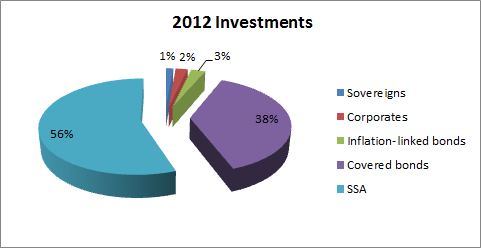 2012 Investments
1%
2%
3%
38%
56%
Sovereigns
Corporates
Inflation-linked bonds
Covered bonds
SSA